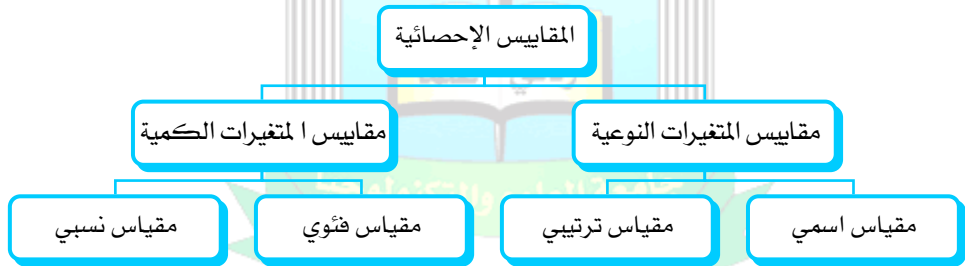 المقاييس الإحصائية
مقاييس المتغيرات النوعية
مقاييس ا لمتغيرات الكمية
مقياس اسمي
مقياس ترتيبي
مقياس فئوي
مقياس نسبي